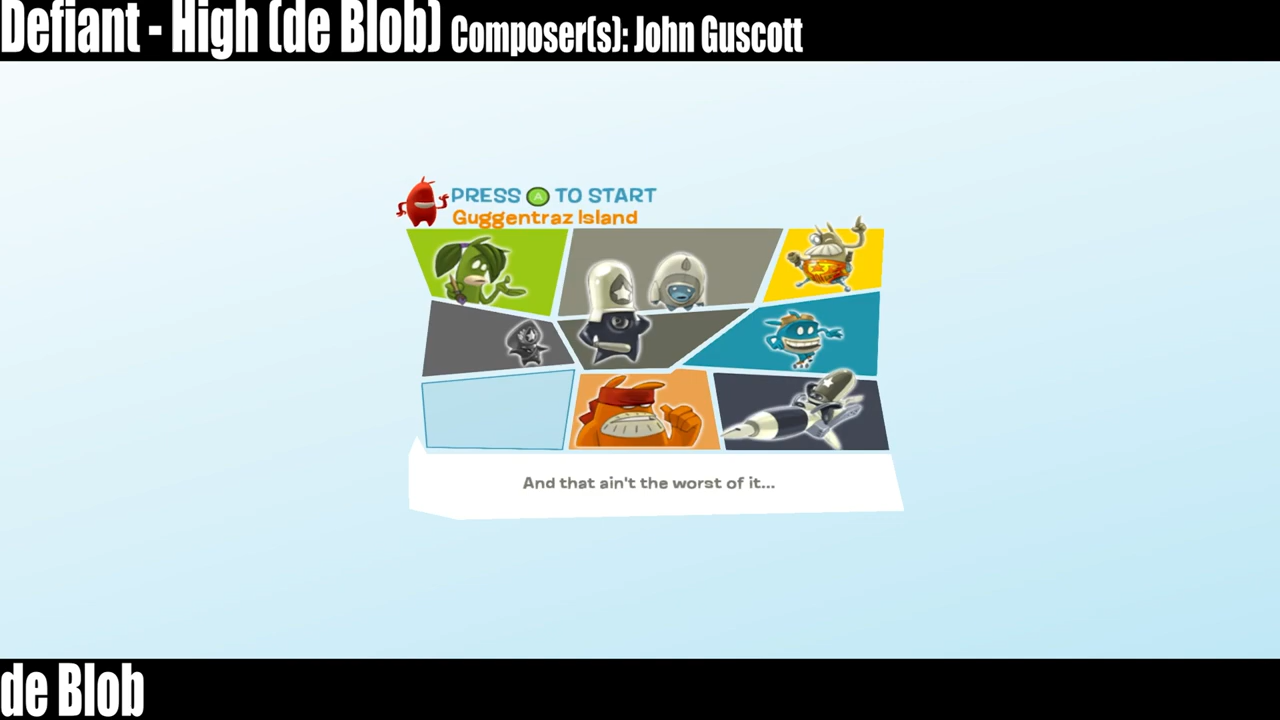 Defiant - High (de Blob) Composer(s): John Guscott
PRESS A TO START
Guggentraz Island
And that ain't the worst of it...
de Blob